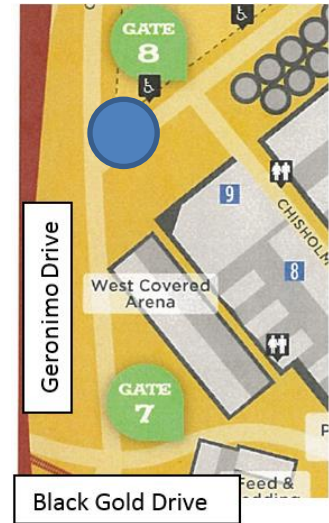 GATE
8
9
CHISHOLM
8
Geronimo Drive
West Covered
Arena
GATE
7
P
Feed &
Black Gold Drive